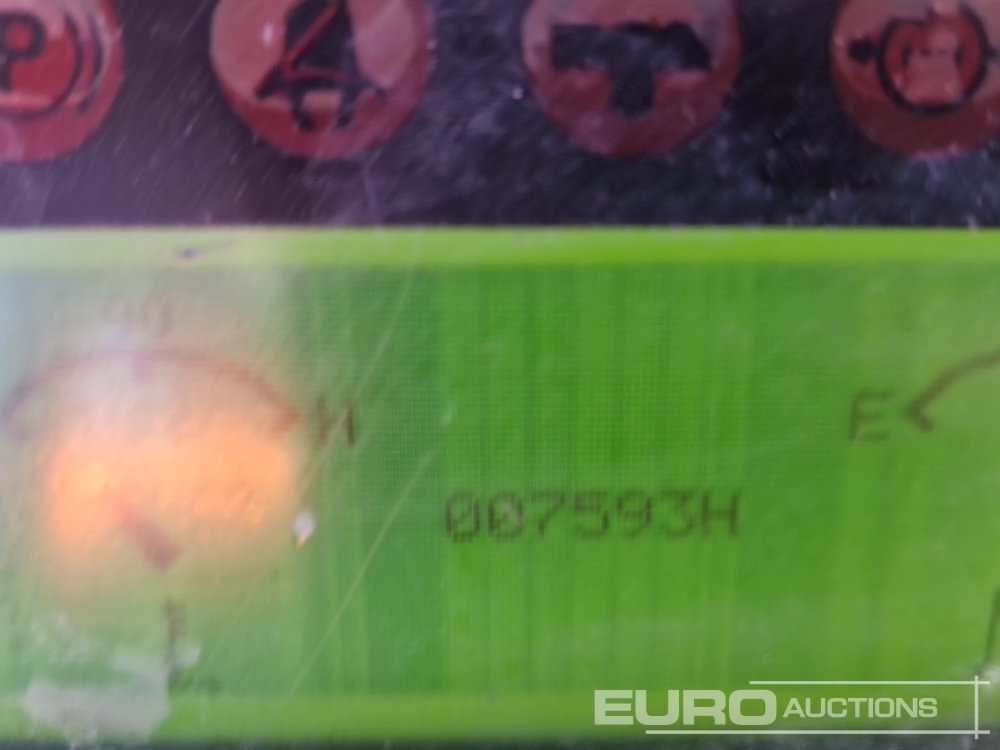 H
E
007593H
EURO AUCTIONS